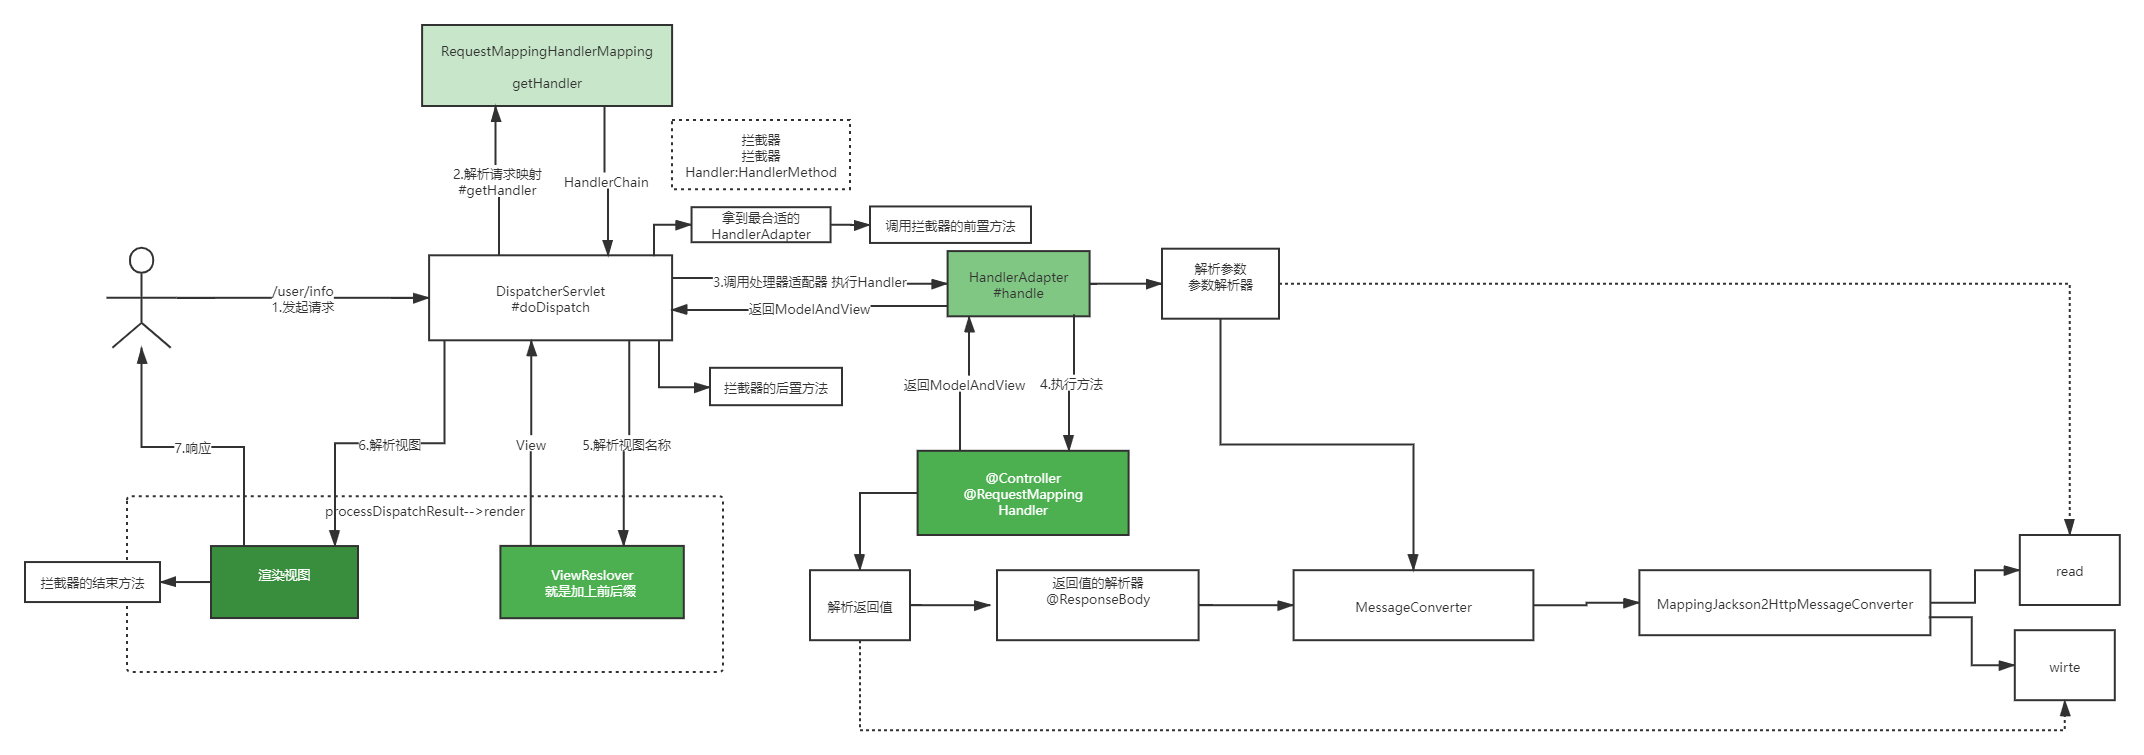 RequestMappingHandlerMapping
getHandler
拦截器
拦截器
Handler:HandlerMethod
2.解析请求映射
#getHandler
HandlerChain
拿到最合适的
HandlerAdapter
调用拦截器的前置方法
/user/info
1.发起请求
DispatcherServlet
#doDispatch
3.调用处理器适配器 执行Handler
返回ModelAndView
HandlerAdapter
#handle
解析参数
参数解析器
拦截器的后置方法
返回ModelAndView
4.执行方法
7.响应
6.解析视图
View
5.解析视图名称
@Controller
@RequestMapping
Handler
processDispatchResult-->render
拦截器的结束方法
渲染视图
ViewReslover
就是加上前后缀
解析返回值
返回值的解析器
@ResponseBody
MessageConverter
MappingJackson2HttpMessageConverter
read
wirte